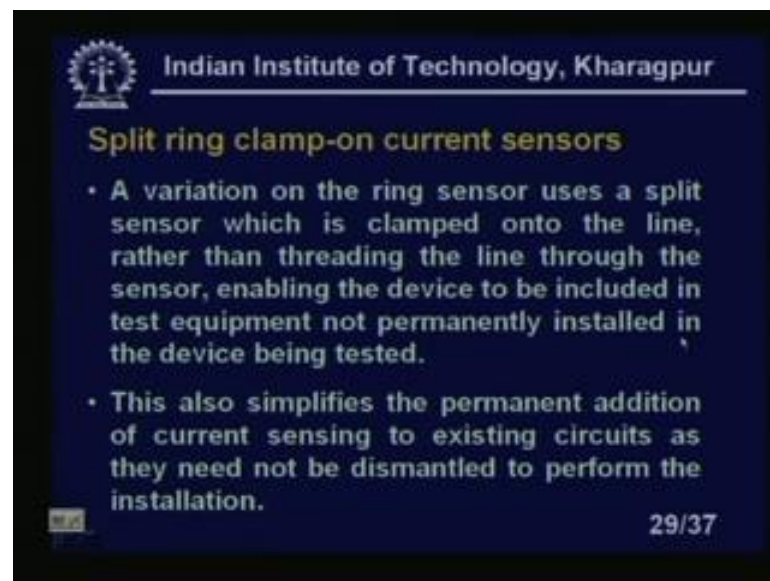 Indian Institute of Technology, Kharagpur
Split ring clamp-on current sensors
• A variation on the ring sensor uses a split
sensor which is clamped onto the line,
rather than threading the line through the
sensor, enabling the device to be included in
test equipment not permanently installed in
the device being tested.
• This also simplifies the permanent addition
of current sensing to existing circuits as
they need not be dismantled to perform the
installation.
29/37